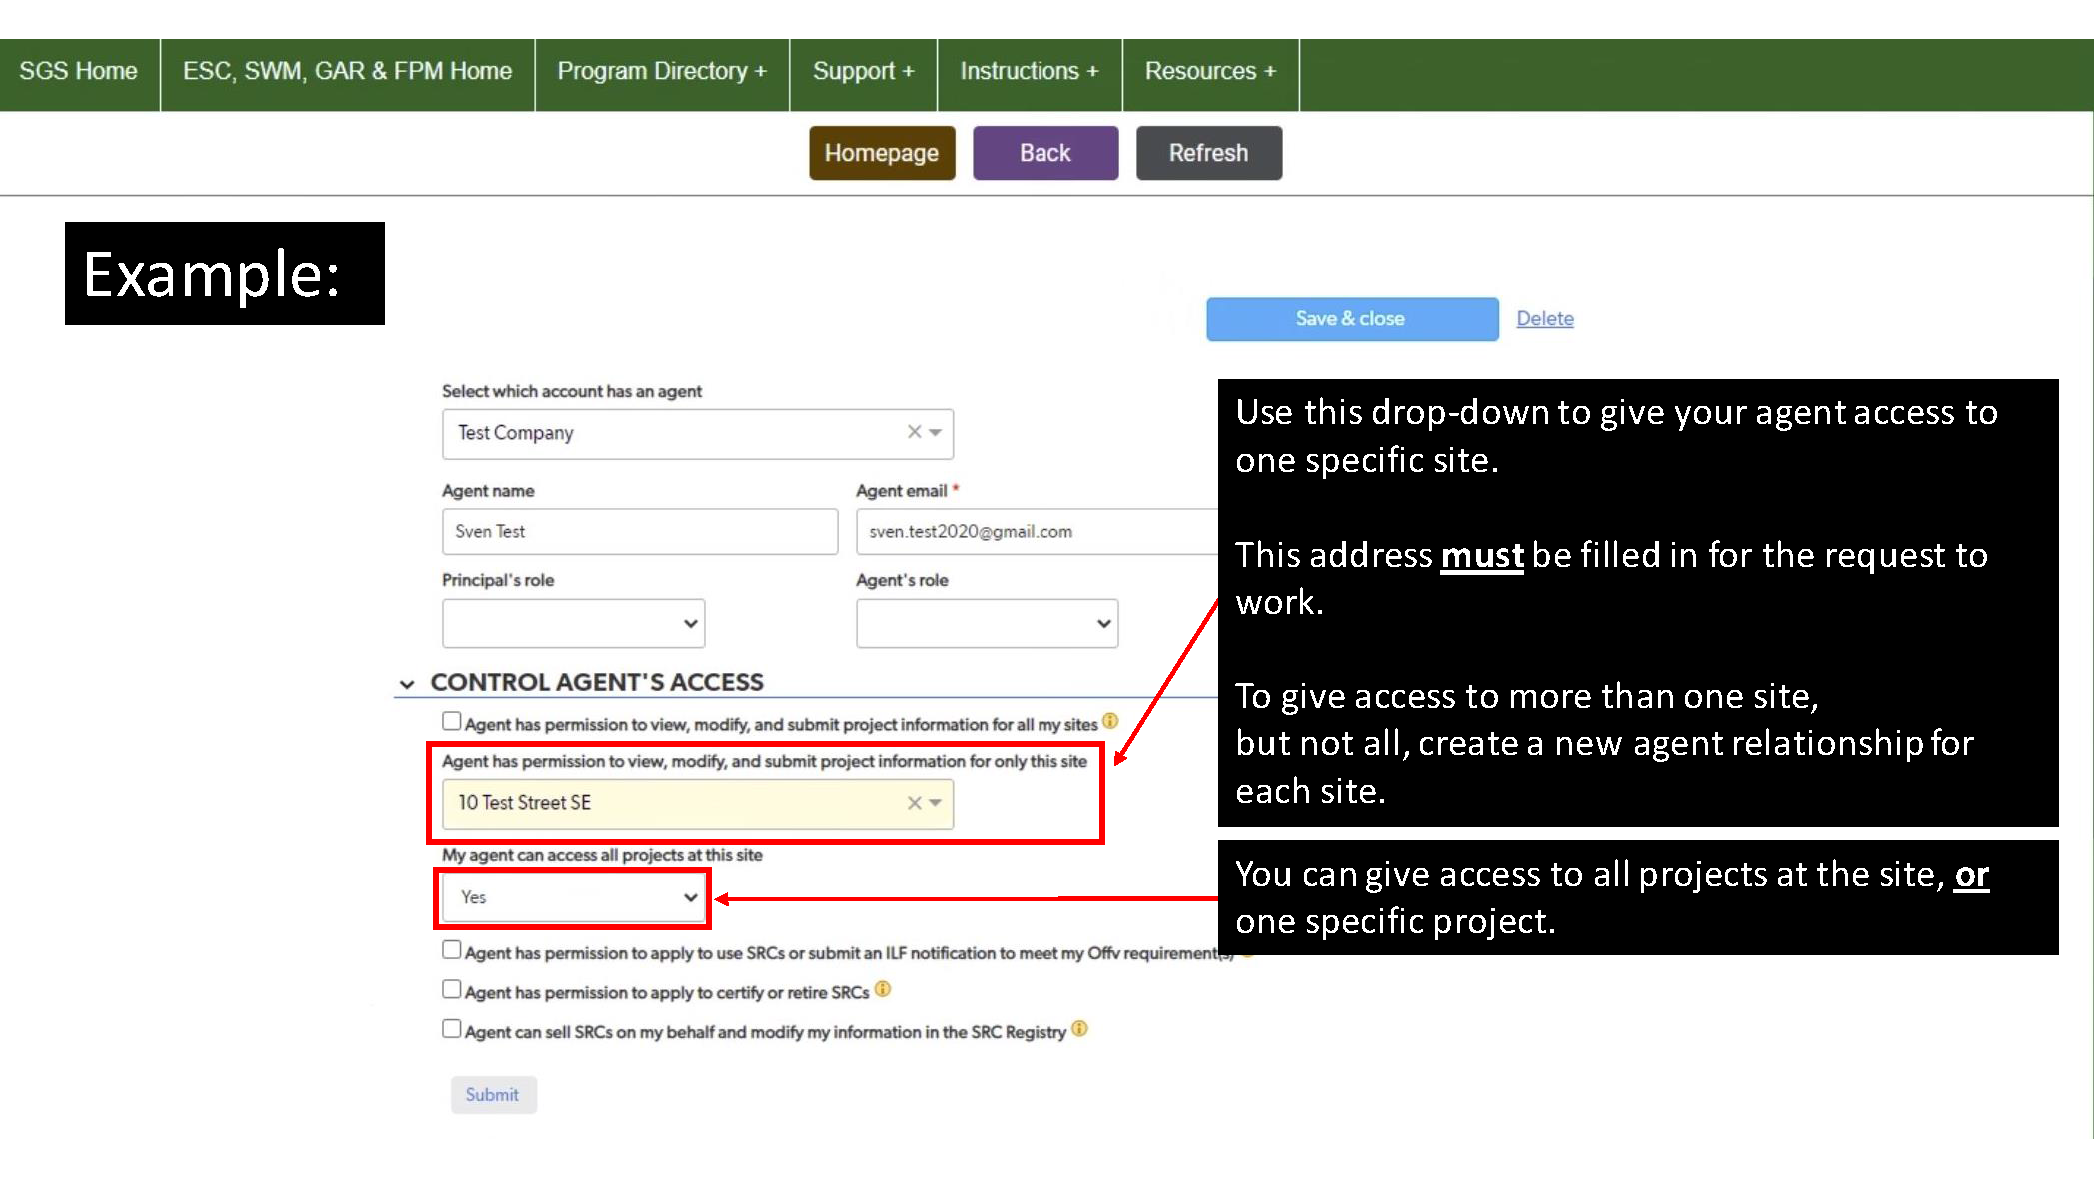 SGS Home
ESC, SWM, GAR & FPM Home
Program Directory +
Support +
Instructions +
Resources +
Homepage
Back
Refresh
Example:
Save & close
Delete
Select which account has an agent
Test Company
Agent name
Agent email *
Sven Test
sven.test2020@gmail.com
Principal's role
Agent's role
CONTROL AGENT'S ACCESS
Agent has permission to view, modify, and submit project information for all my sites
Agent has permission to view, modify, and submit project information for only this site
10 Test Street SE
My agent can access all projects at this site
Yes
Agent has permission to apply to use SRCs or submit an ILF notification to meet my Offv requirement(s)
Agent has permission to apply to certify or retire SRCs
Agent can sell SRCs on my behalf and modify my information in the SRC Registry
Submit
Use this drop-down to give your agent access to
one specific site.
This address must be filled in for the request to
work.
To give access to more than one site,
but not all, create a new agent relationship for
each site.
You can give access to all projects at the site, or
one specific project.